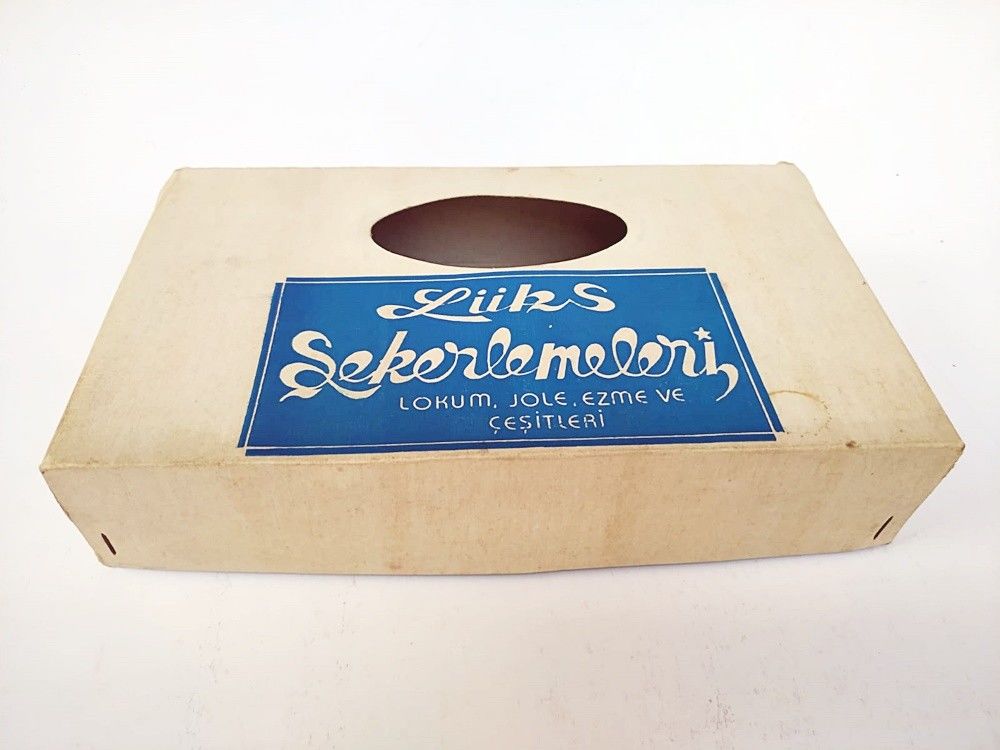 Lüks
Şekerlemeleri
LOKUM, JOLE, EZME VE
ÇEŞİTLERİ